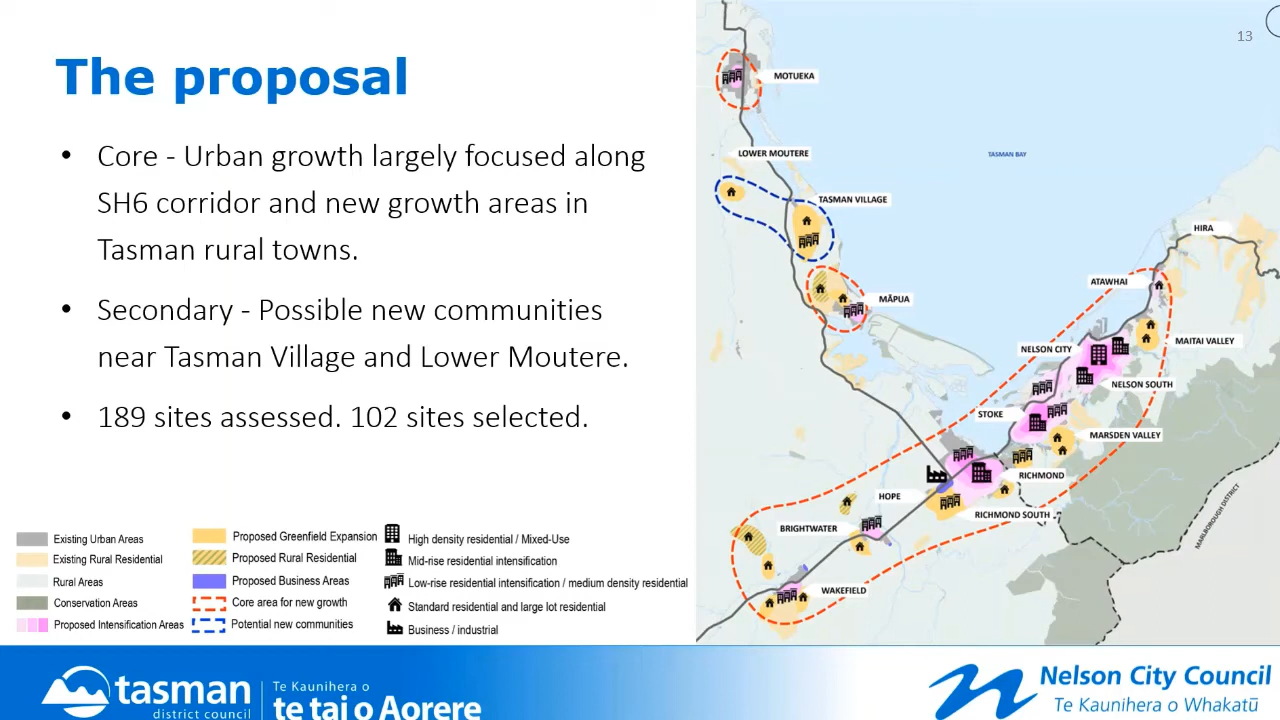 13
The proposal
• Core - Urban growth largely focused along
SH6 corridor and new growth areas in
Tasman rural towns.
• Secondary - Possible new communities
near Tasman Village and Lower Moutere.
• 189 sites assessed. 102 sites selected.
MOTUEKA
LOWER MOUTERE
TASMAN BAY
TASMAN VILLAGE
HIRA
ATAWHAI
MĀPUA
MAITAI VALLEY
NELSON CITY
NELSON SOUTH
STOKE
MARSDEN VALLEY
RICHMOND
HOPE
RICHMOND SOUTH
BRIGHTWATER
MARLBOROUGH DISTRICT
WAKEFIELD
Existing Urban Areas
Existing Rural Residential
Rural Areas
Conservation Areas
Proposed Intensification Areas
Proposed Greenfield Expansion
Proposed Rural Residential
Proposed Business Areas
Core area for new growth
Potential new communities
High density residential / Mixed-Use
Mid-rise residential intensification
Low-rise residential intensification / medium density residential
Standard residential and large lot residential
Business / industrial
tasman
district council
Te Kaunihera o
te tai o Aorere
Nelson City Council
Te Kaunihera o Whakatū